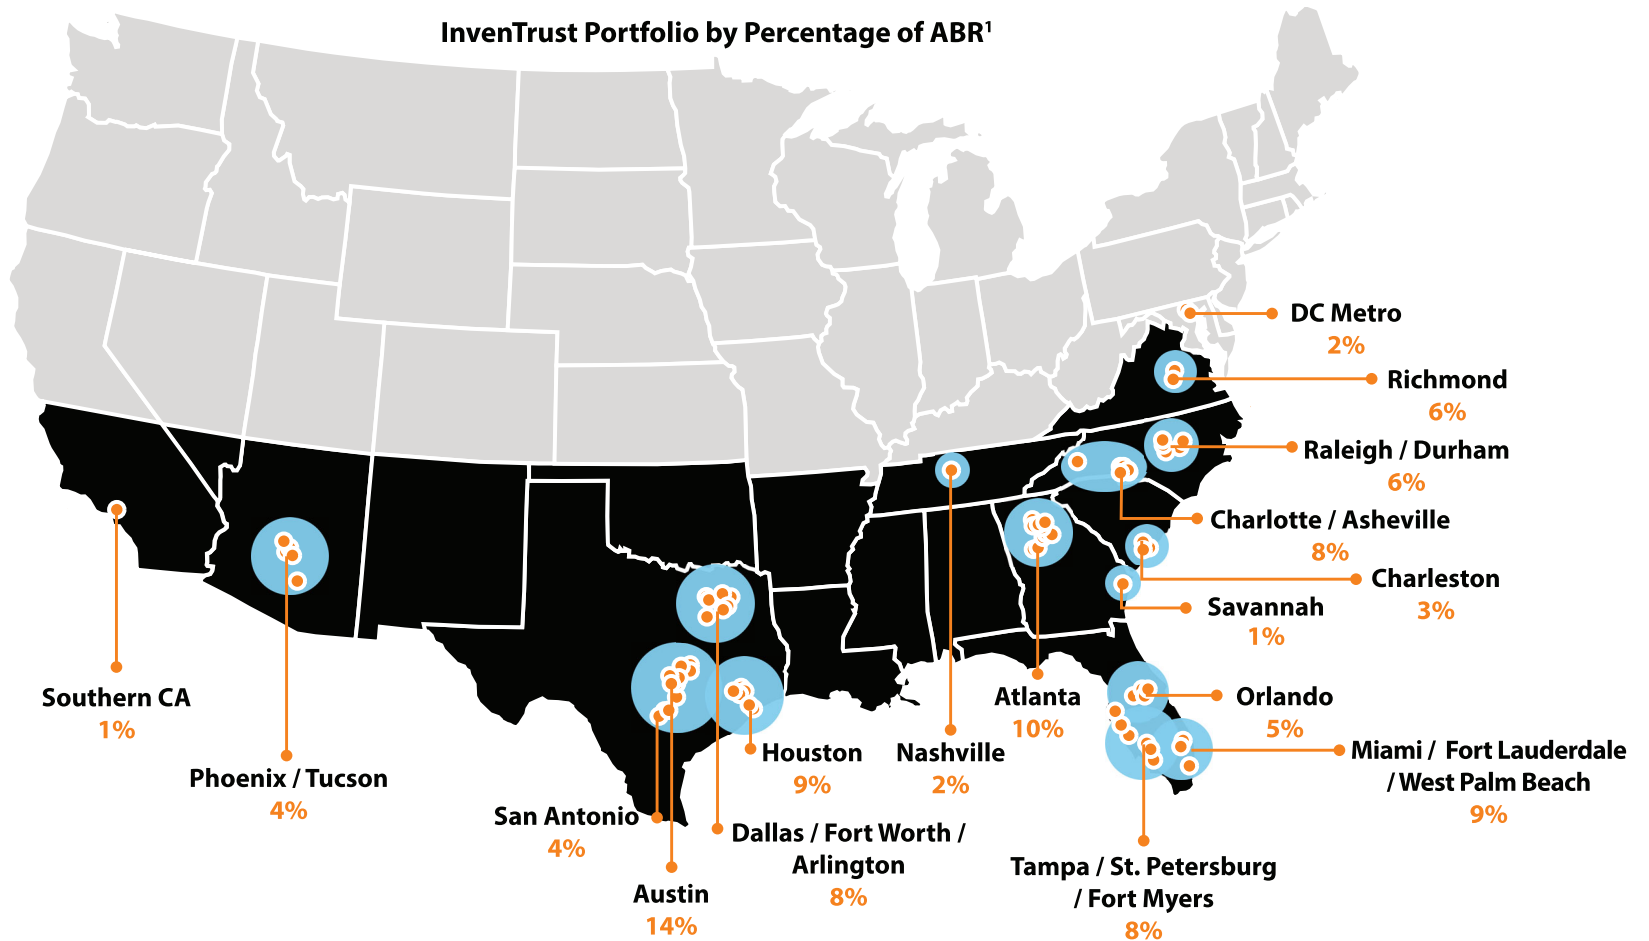 InvenTrust Portfolio by Percentage of ABR¹
DC Metro
2%
Richmond
6%
Raleigh / Durham
6%
Charlotte / Asheville
8%
Charleston
3%
Savannah
1%
Southern CA
1%
Phoenix / Tucson
4%
San Antonio
4%
Austin
14%
Dallas / Fort Worth /
Arlington
8%
Houston
9%
Nashville
2%
Atlanta
10%
Orlando
5%
Miami / Fort Lauderdale
/ West Palm Beach
9%
Tampa / St. Petersburg
/ Fort Myers
8%